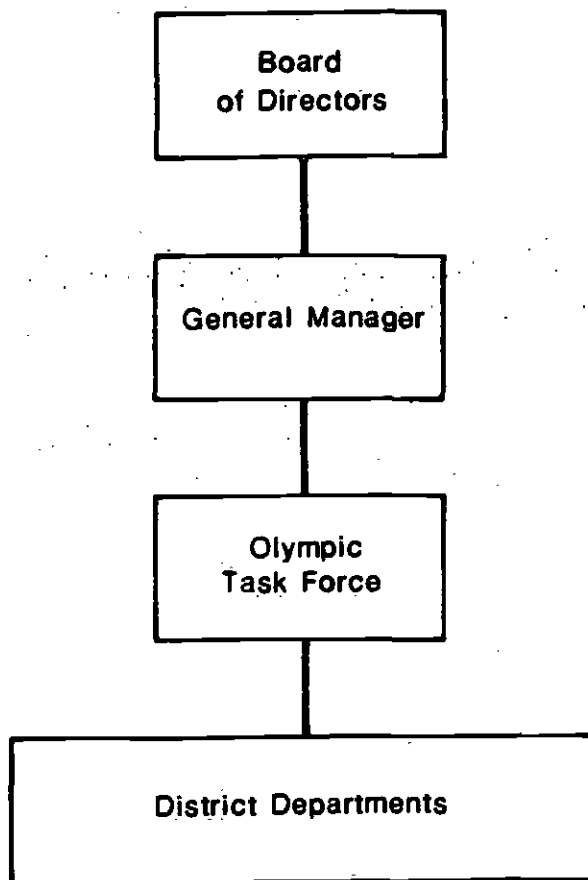 Board
of Directors
General Manager
Olympic
Task Force
District Departments